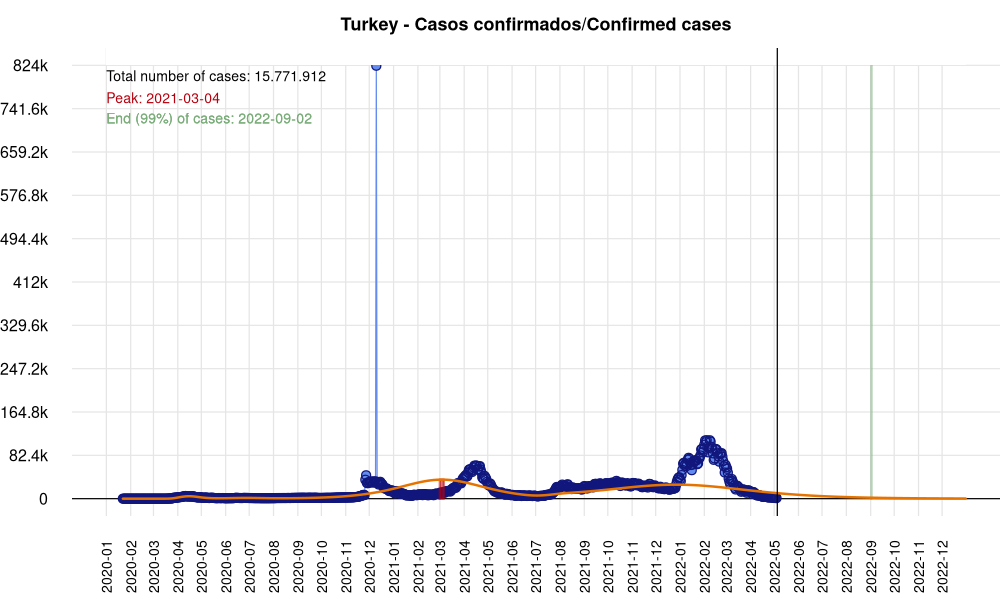 Turkey - Casos confirmados/Confirmed cases
824k
Total number of cases: 15.771.912
Peak: 2021-03-04
741.6k
End (99%) of cases: 2022-09-02
659.2k
576.8k
494.4k
412k
329.6k
247.2k
164.8k
82.4k
0
2020-01
2020-02
2020-03
2020-04
2020-05
2020-06
2020-07
2020-08
2020-09
2020-10
2020-11
2020-12
2021-01
2021-02
2021-03
2021-04
2021-05
2021-06
2021-07
2021-08
2021-09
2021-10
2021-11
2021-12
2022-01
2022-02
2022-03
2022-04
2022-05
2022-06
2022-07
2022-08
2022-09
2022-10
2022-11
2022-12